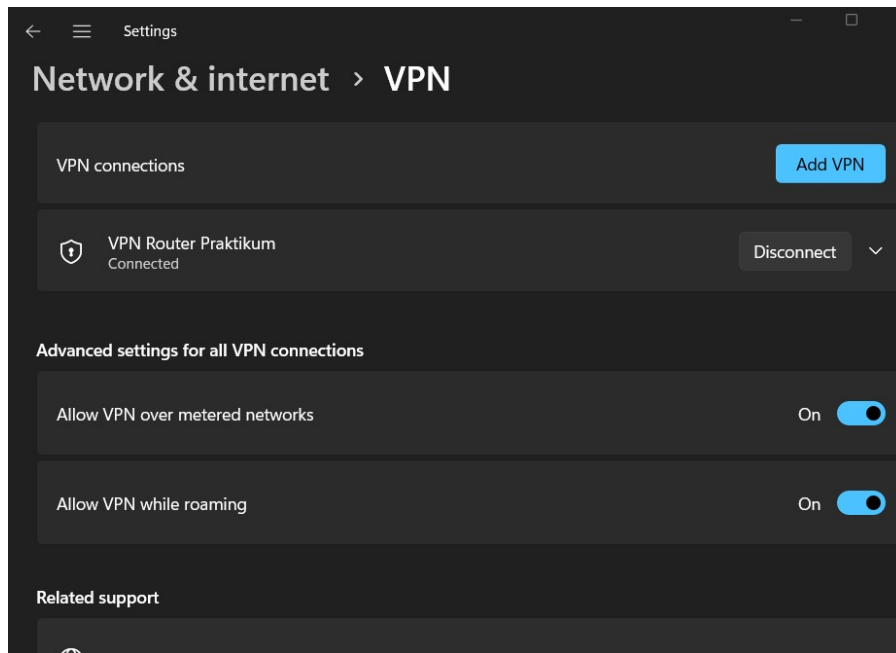 Settings
Network & internet > VPN
VPN connections
Add VPN
VPN Router Praktikum
Connected
Disconnect
Advanced settings for all VPN connections
Allow VPN over metered networks
On
Allow VPN while roaming
On
Related support